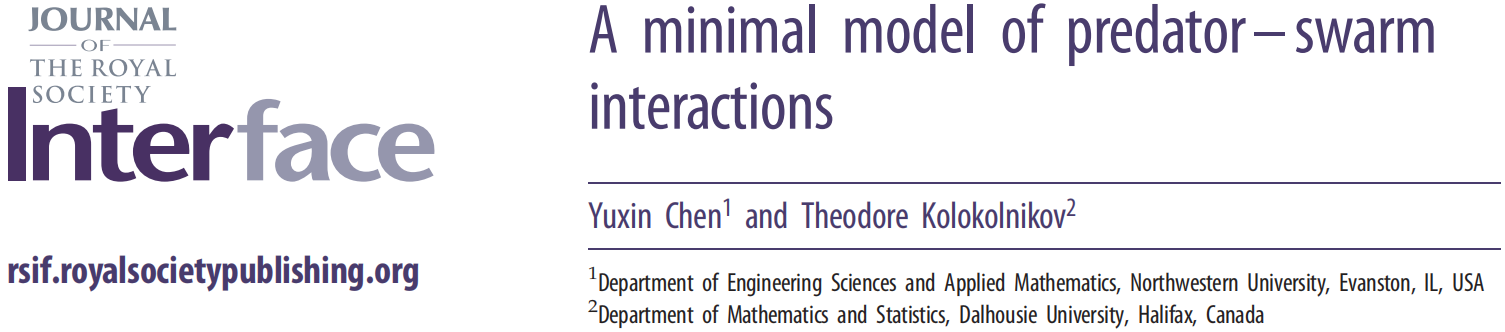 JOURNAL
OF
THE ROYAL
SOCIETY
Interface
rsif.royalsocietypublishing.org
A minimal model of predator–swarm
interactions
Yuxin Chen¹ and Theodore Kolokolnikov²
¹Department of Engineering Sciences and Applied Mathematics, Northwestern University, Evanston, IL, USA
²Department of Mathematics and Statistics, Dalhousie University, Halifax, Canada